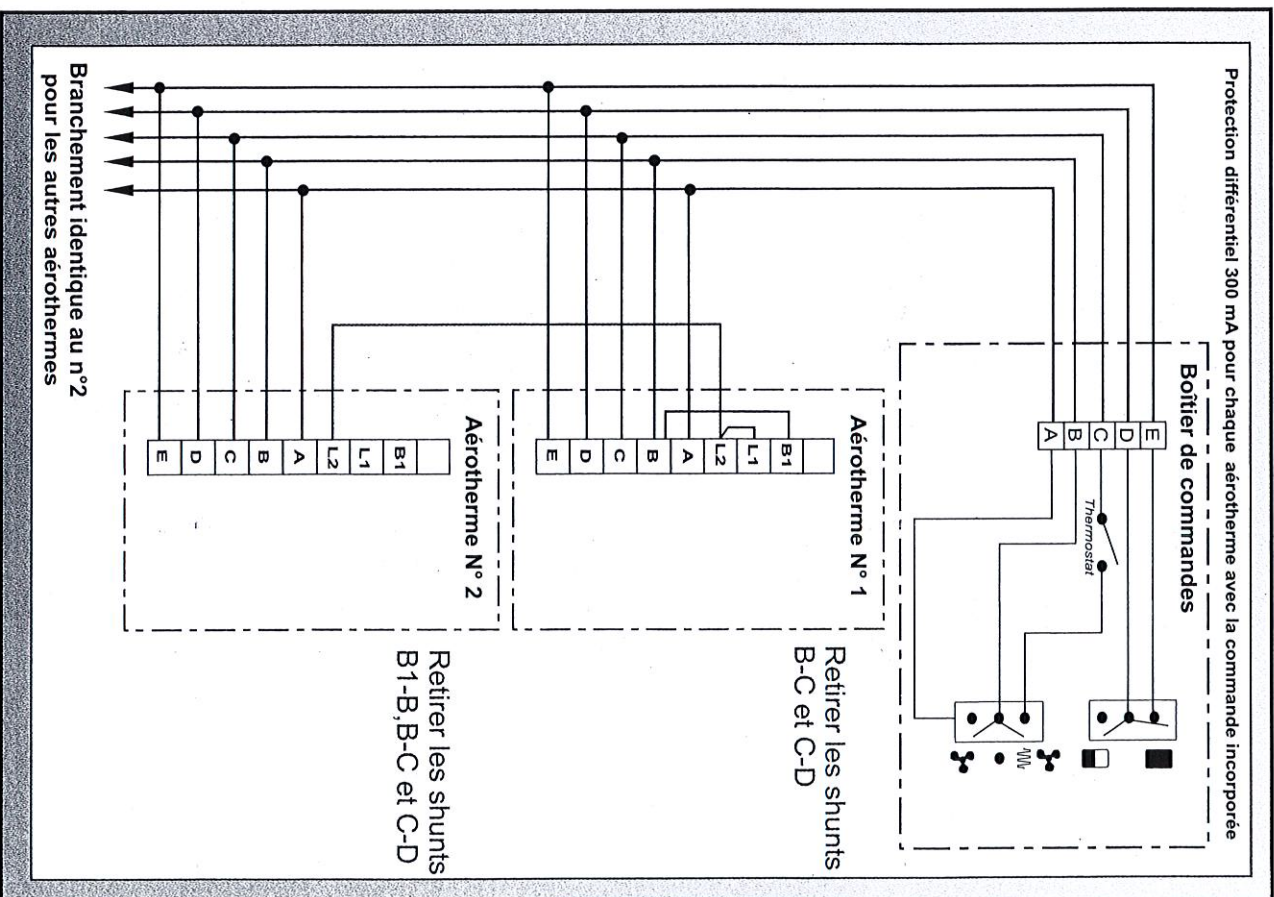 Protection différentiel 300 mA pour chaque aérotherme avec la commande incorporée
Boîtier de commandes
E
D
C
B
A
Thermostat
Aérotherme N° 1
B1
L1
L2
A
B
C
D
E
Retirer les shunts
B-C et C-D
Aérotherme N° 2
B1
L1
L2
A
B
C
D
E
Retirer les shunts
B1-B,B-C et C-D
Branchement identique au n°2
pour les autres aérothermes